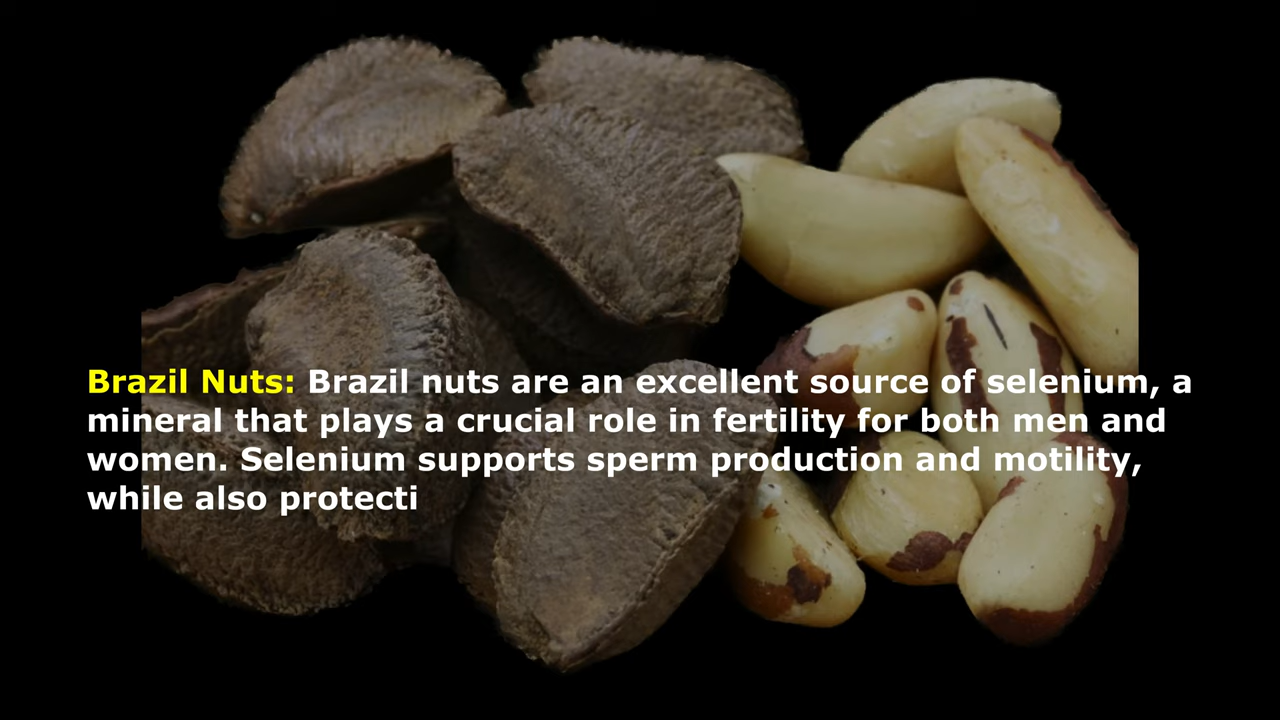 Brazil Nuts: Brazil nuts are an excellent source of selenium, a
mineral that plays a crucial role in fertility for both men and
women. Selenium supports sperm production and motility,
while also protecti